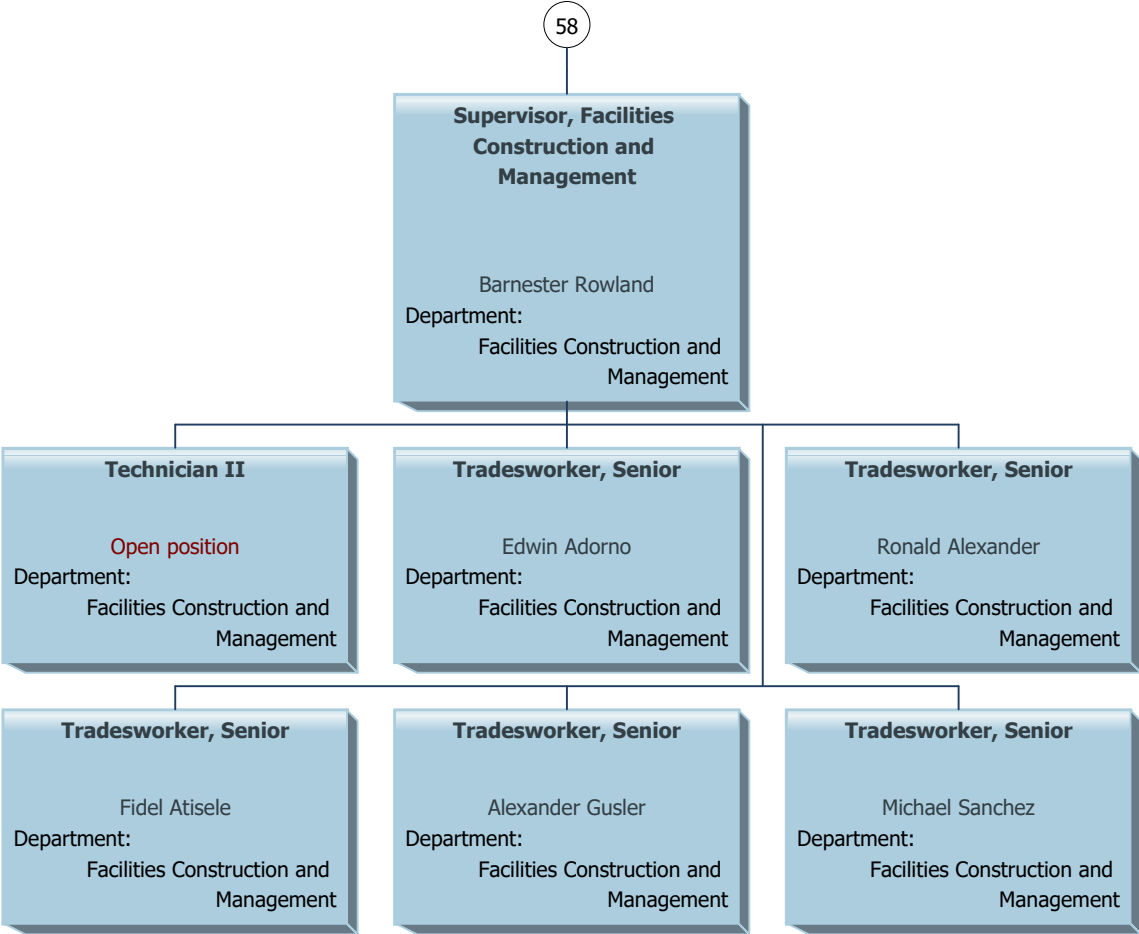 58
Supervisor, Facilities
Construction and
Management
Barnester Rowland
Department:
Facilities Construction and
Management
Technician II
Open position
Department:
Facilities Construction and
Management
Tradesworker, Senior
Edwin Adorno
Department:
Facilities Construction and
Management
Tradesworker, Senior
Ronald Alexander
Department:
Facilities Construction and
Management
Tradesworker, Senior
Fidel Atisele
Department:
Facilities Construction and
Management
Tradesworker, Senior
Alexander Gusler
Department:
Facilities Construction and
Management
Tradesworker, Senior
Michael Sanchez
Department:
Facilities Construction and
Management